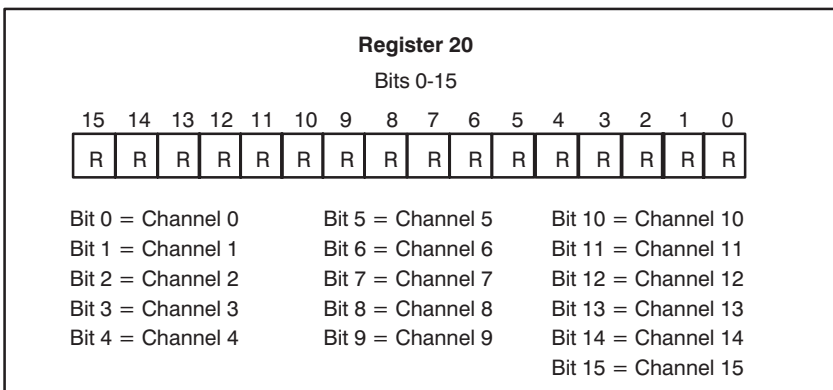 Register 20
Bits 0-15
15 14 13 12 11 10 9 8 7 6 5 4 3 2 1 0
R R R R R R R R R R R R R R R R
Bit 0 = Channel 0 Bit 5 = Channel 5 Bit 10 = Channel 10
Bit 1 = Channel 1 Bit 6 = Channel 6 Bit 11 = Channel 11
Bit 2 = Channel 2 Bit 7 = Channel 7 Bit 12 = Channel 12
Bit 3 = Channel 3 Bit 8 = Channel 8 Bit 13 = Channel 13
Bit 4 = Channel 4 Bit 9 = Channel 9 Bit 14 = Channel 14
Bit 15 = Channel 15